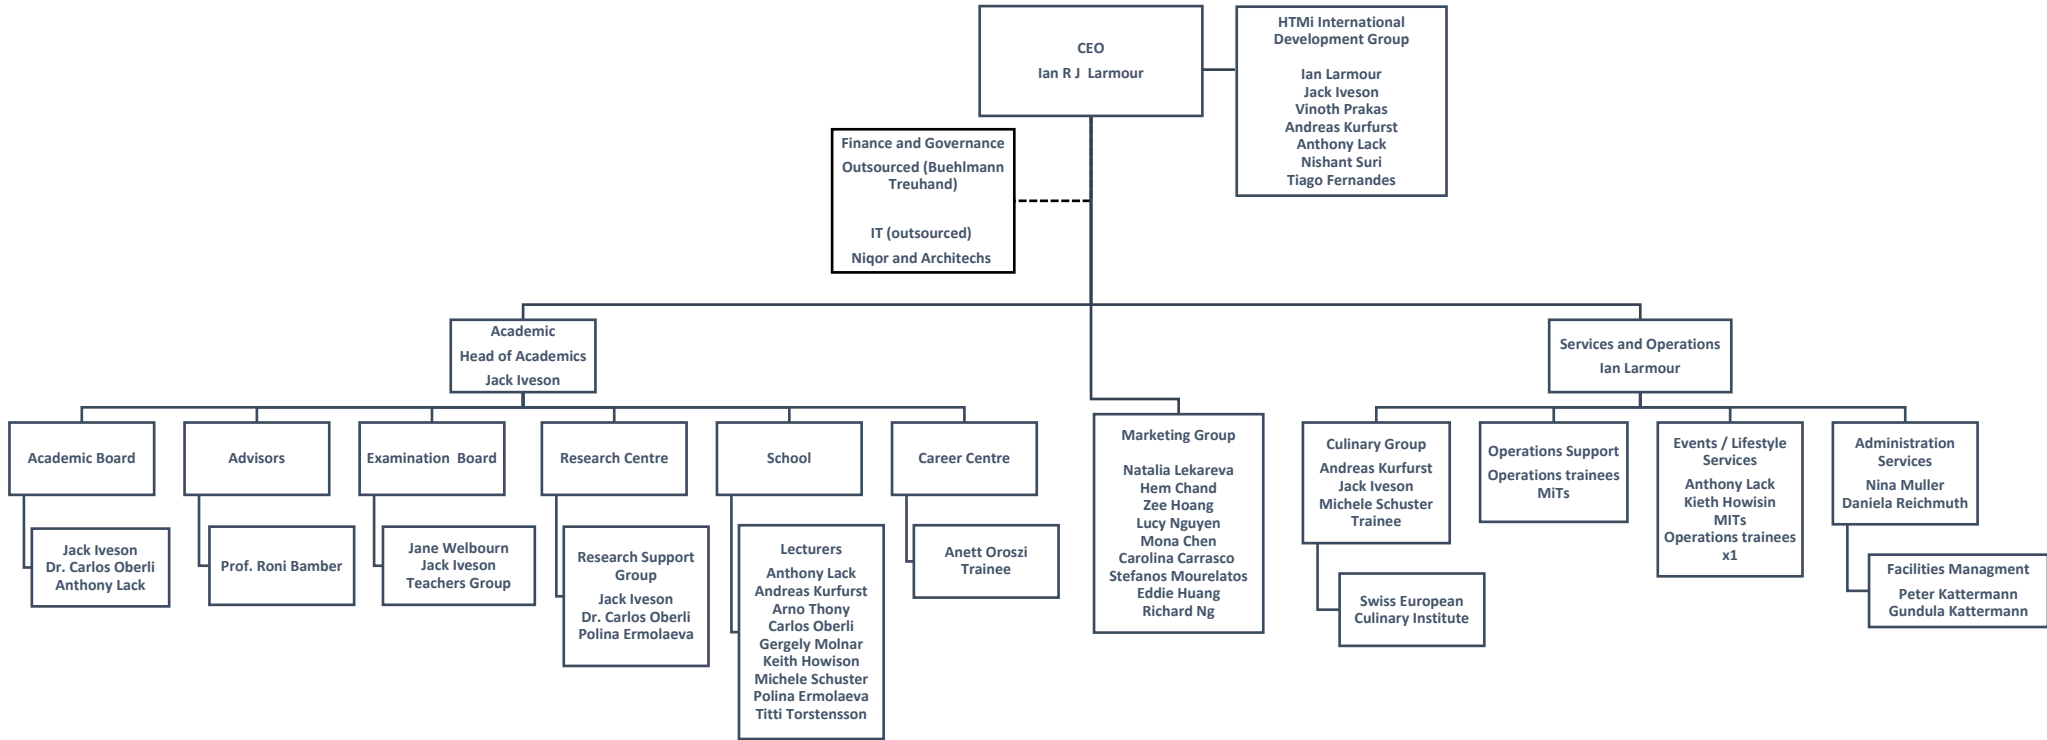 CEO
Ian R J Larmour
HTMi International
Development Group
Ian Larmour
Jack Iveson
Vinoth Prakas
Andreas Kurfurst
Anthony Lack
Nishant Suri
Tiago Fernandes
Finance and Governance
Outsourced (Buehlmann
Treuhand)
IT (outsourced)
Niqor and Architechs
Academic
Head of Academics
Jack Iveson
Services and Operations
Ian Larmour
Academic Board
Jack Iveson
Dr. Carlos Oberli
Anthony Lack
Advisors
Prof. Roni Bamber
Examination Board
Jane Welbourn
Jack Iveson
Teachers Group
Research Centre
Research Support
Group
Jack Iveson
Dr. Carlos Oberli
Polina Ermolaeva
School
Lecturers
Anthony Lack
Andreas Kurfurst
Arno Thony
Carlos Oberli
Gergely Molnar
Keith Howison
Michele Schuster
Polina Ermolaeva
Titti Torstensson
Career Centre
Anett Oroszi
Trainee
Marketing Group
Natalia Lekareva
Hem Chand
Zee Hoang
Lucy Nguyen
Mona Chen
Carolina Carrasco
Stefanos Mourelatos
Eddie Huang
Richard Ng
Culinary Group
Andreas Kurfurst
Jack Iveson
Michele Schuster
Trainee
Swiss European
Culinary Institute
Operations Support
Operations trainees
MiTs
Events / Lifestyle
Services
Anthony Lack
Kieth Howisin
MITs
Operations trainees
x1
Administration
Services
Nina Muller
Daniela Reichmuth
Facilities Managment
Peter Kattermann
Gundula Kattermann